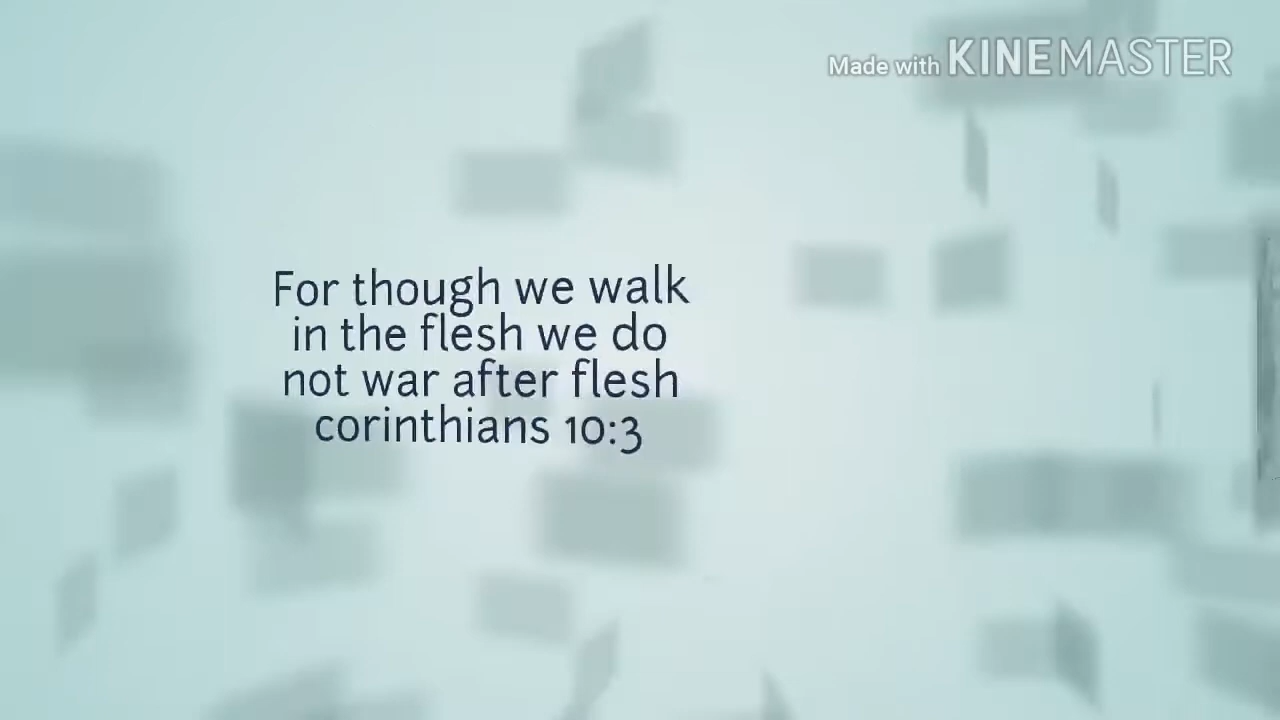 Made with KINEMASTER
For though we walk
in the flesh we do
not war after flesh
corinthians 10:3